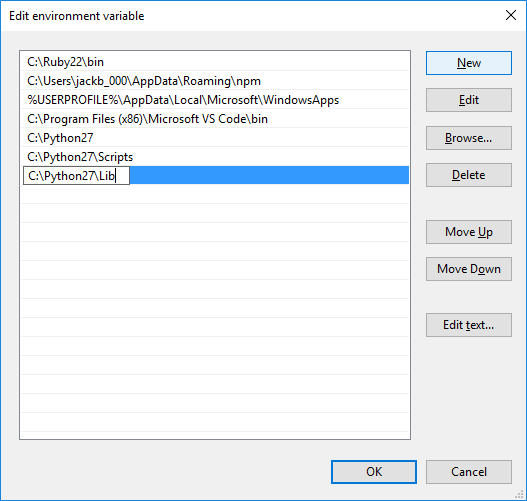 Edit environment variable
C:\Ruby22\bin
C:\Users\jackb_000\AppData\Roaming\npm
%USERPROFILE%\AppData\Local\Microsoft\WindowsApps
C:\Program Files (x86)\Microsoft VS Code\bin
C:\Python27
C:\Python27\Scripts
C:\Python27\Lib
New
Edit
Browse...
Delete
Move Up
Move Down
Edit text...
OK
Cancel